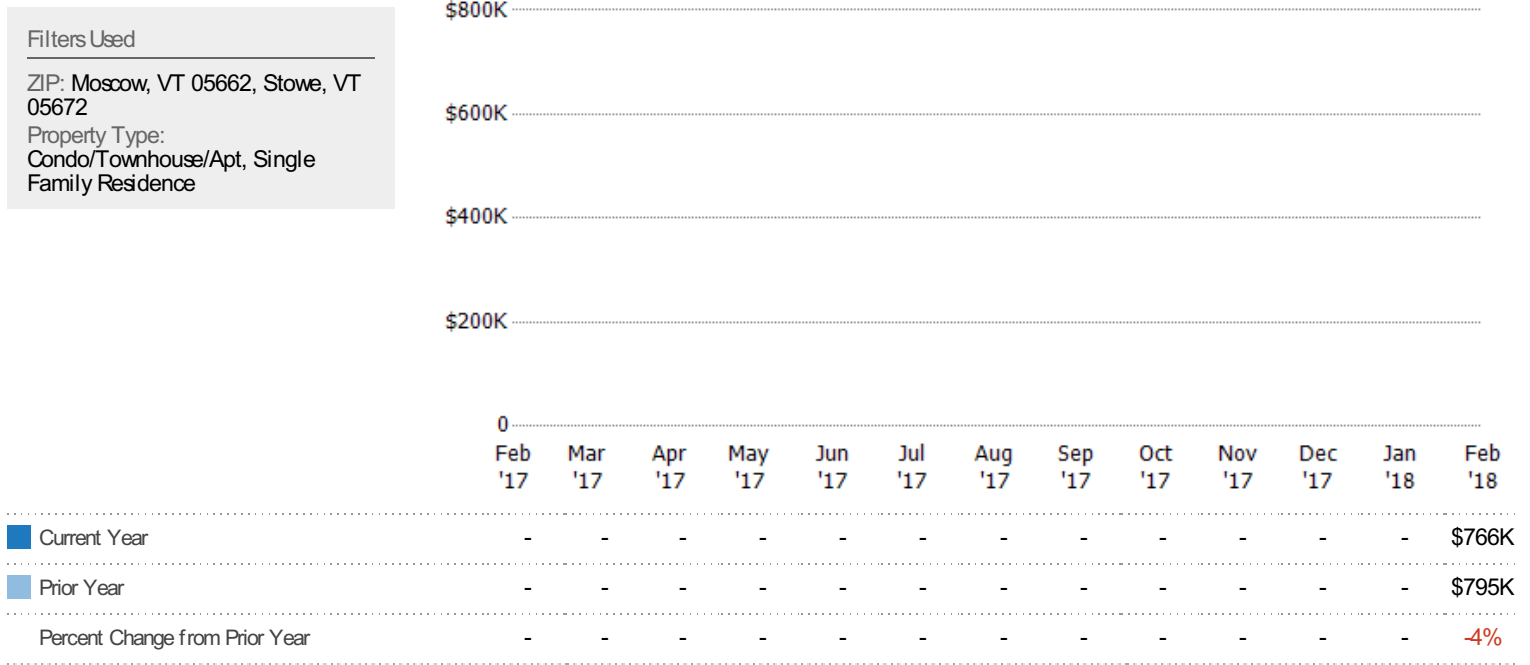 Filters Used
ZIP: Moscow, VT 05662, Stowe, VT
05672
Property Type:
Condo/Townhouse/Apt, Single
Family Residence
$800K
$600K
$400K
$200K
0
Feb Mar Apr May Jun Jul Aug Sep Oct Nov Dec Jan Feb
'17 '17 '17 '17 '17 '17 '17 '17 '17 '17 '17 '18 '18
Current Year - - - - - - - - - - - - $766K
Prior Year - - - - - - - - - - - - $795K
Percent Change from Prior Year - - - - - - - - - - - - -4%